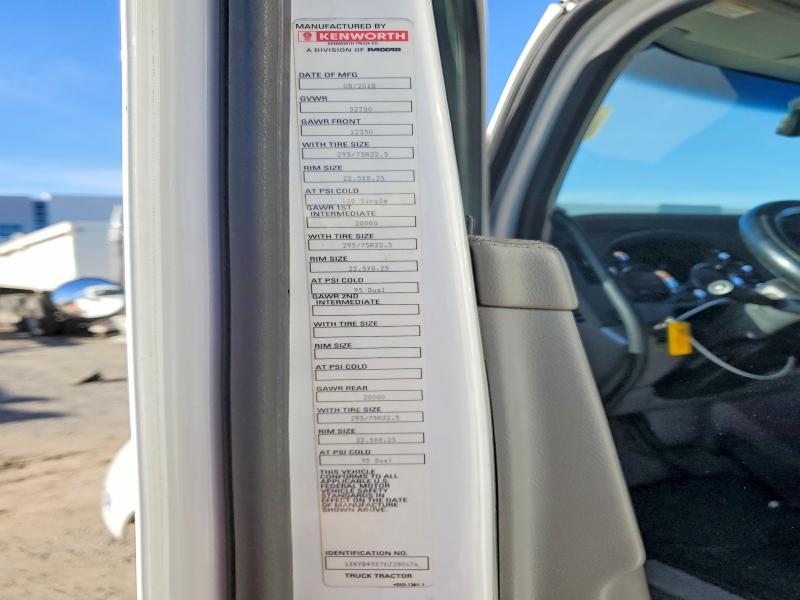 MANUFACTURED BY
KENWORTH
KENWORTH TRUCK CO.
A DIVISION OF PACCAR
DATE OF MFG
08/2018
GVWR
52350
GAWR FRONT
12350
WITH TIRE SIZE
295/75R22.5
RIM SIZE
22.5X8.25
AT PSI COLD
110 Single
GAWR 1ST
INTERMEDIATE
20000
WITH TIRE SIZE
295/75R22.5
RIM SIZE
22.5X8.25
AT PSI COLD
95 Dual
GAWR 2ND
INTERMEDIATE
WITH TIRE SIZE
RIM SIZE
AT PSI COLD
GAWR REAR
20000
WITH TIRE SIZE
295/75R22.5
RIM SIZE
22.5X8.25
AT PSI COLD
95 Dual
THIS VEHICLE
CONFORMS TO ALL
APPLICABLE U.S.
FEDERAL MOTOR
VEHICLE SAFETY
STANDARDS IN
EFFECT ON THE DATE
OF MANUFACTURE
SHOWN ABOVE.
IDENTIFICATION NO.
TRUCK TRACTOR